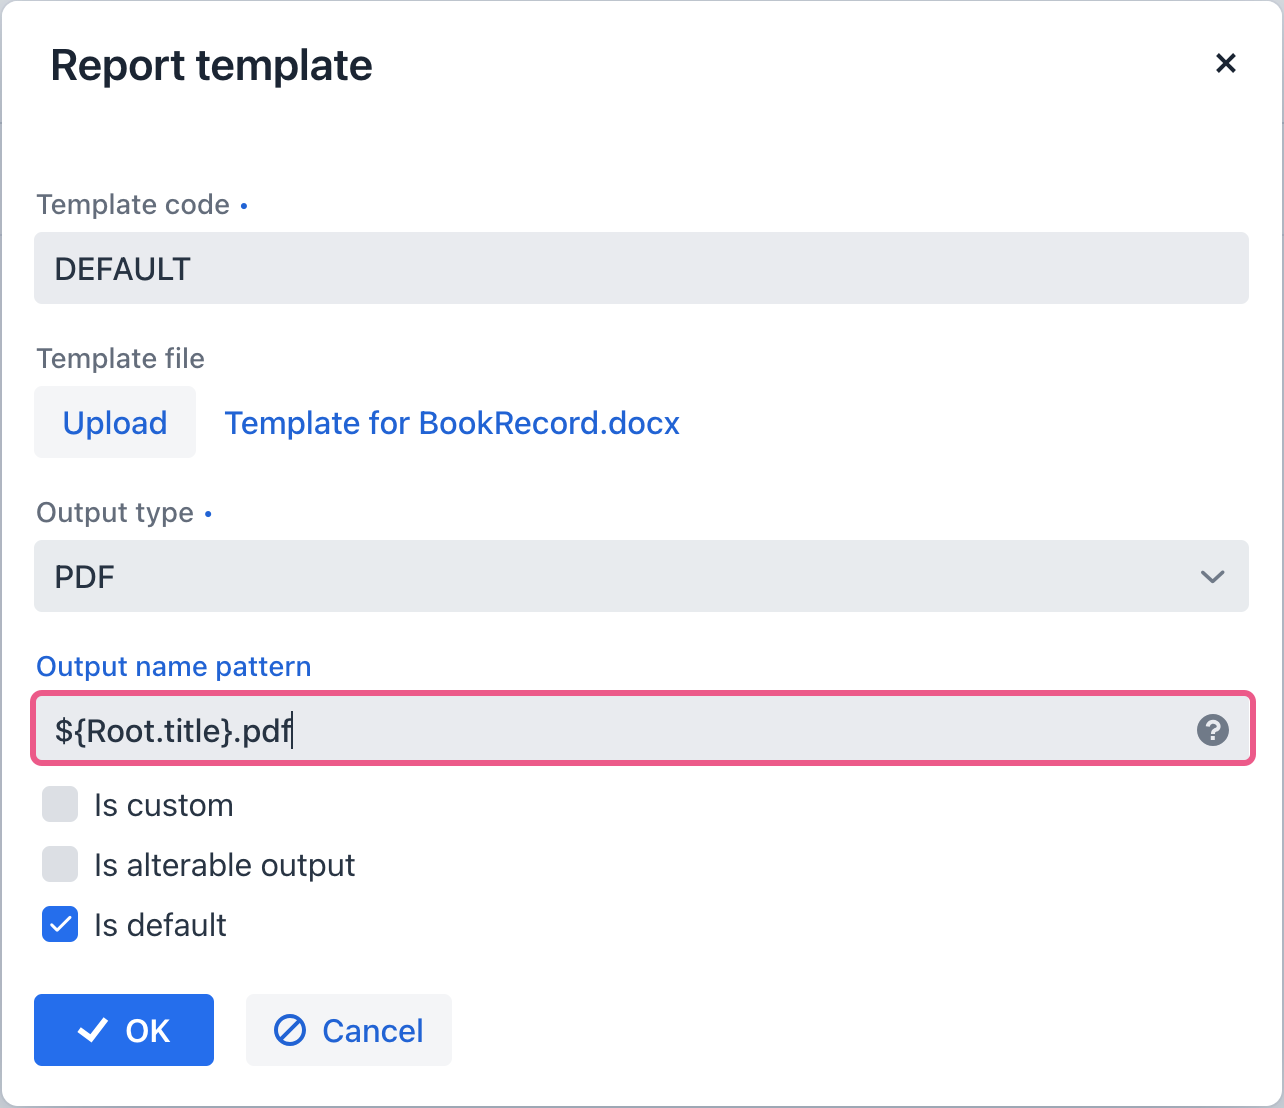 Report template
Template code •
DEFAULT
Template file
Upload Template for BookRecord.docx
Output type •
PDF
Output name pattern
${Root.title}.pdf
Is custom
Is alterable output
Is default
OK Cancel